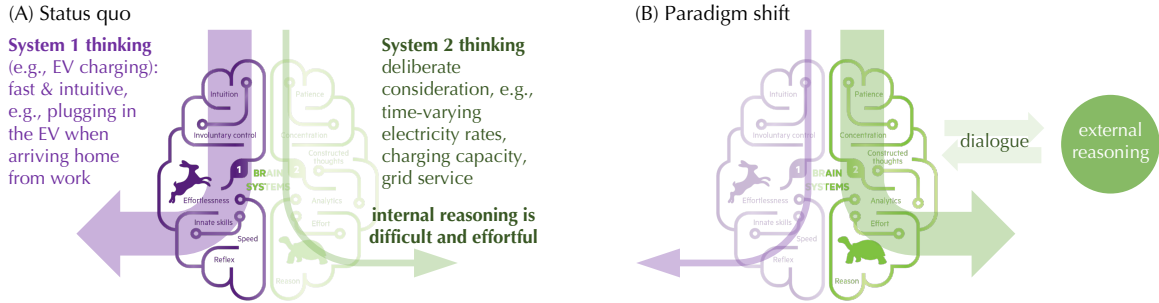 (A) Status quo
System 1 thinking
(e.g., EV charging):
fast & intuitive,
e.g., plugging in
the EV when
arriving home
from work
Intuition
Involuntary control
1
Effortlessness
Innate skills
Speed
Reflex
Patience
Concentration
Constructed
thoughts
2
BRAIN
SYSTEMS
Analytics
Effort
Reason
System 2 thinking
deliberate
consideration, e.g.,
time-varying
electricity rates,
charging capacity,
grid service
internal reasoning is
difficult and effortful
(B) Paradigm shift
Intuition
Involuntary control
1
Effortlessness
Innate skills
Speed
Reflex
Patience
Concentration
Constructed
thoughts
2
BRAIN
SYSTEMS
Analytics
Effort
Reason
dialogue
external
reasoning